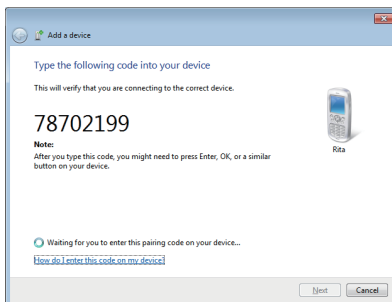 Add a device
Type the following code into your device
This will verify that you are connecting to the correct device.
78702199
Rita
Note:
After you type this code, you might need to press Enter, OK, or a similar
button on your device.
Waiting for you to enter this pairing code on your device...
How do I enter this code on my device?
Next
Cancel